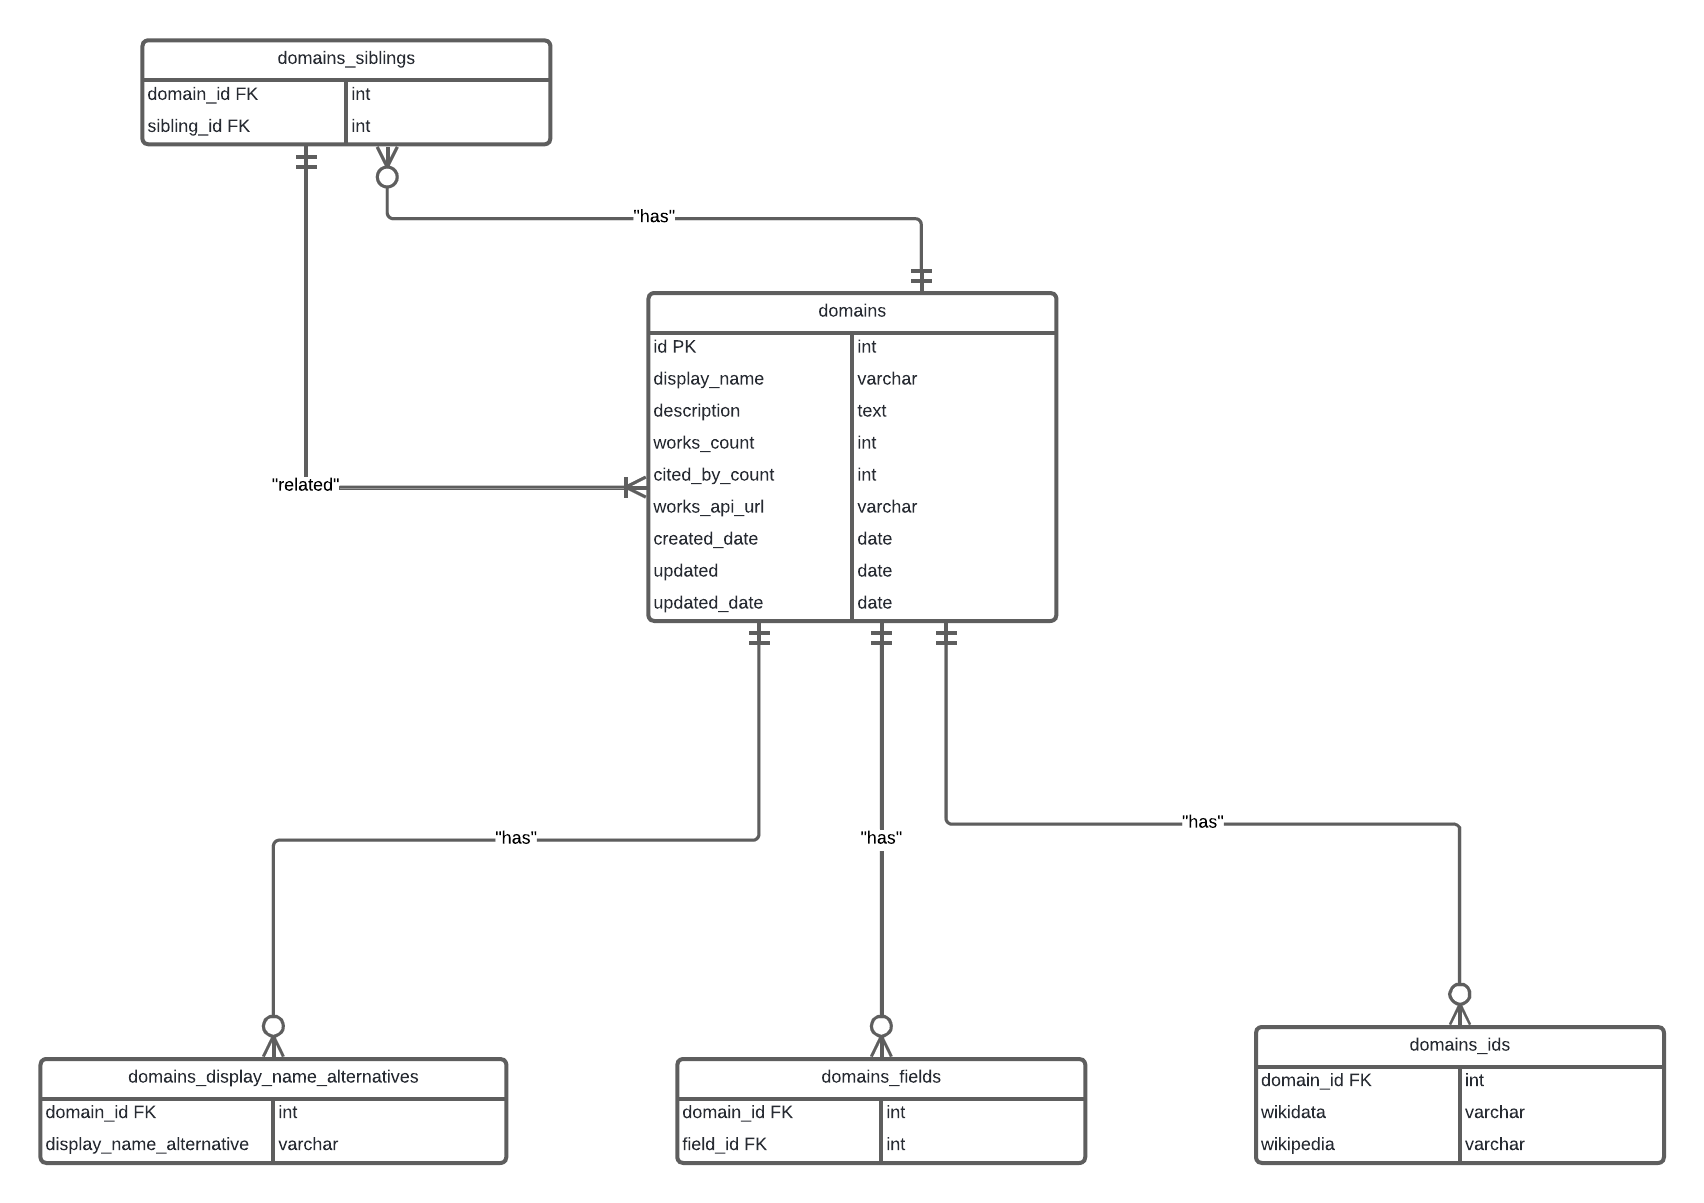 domains_siblings
domain_id FK int
sibling_id FK int
"has"
domains
id PK int
display_name varchar
description text
works_count int
cited_by_count int
"related"
works_api_url varchar
created_date date
updated date
updated_date date
"has"
"has"
"has"
domains_display_name_alternatives
domain_id FK int
display_name_alternative varchar
domains_fields
domain_id FK int
field_id FK int
domains_ids
domain_id FK int
wikidata varchar
wikipedia varchar